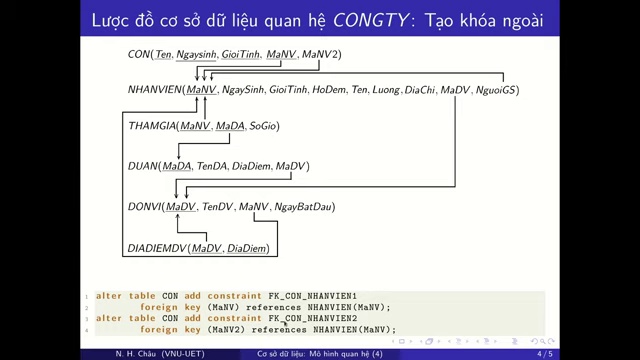 Lược đồ cơ sở dữ liệu quan hệ CONGTY: Tạo khóa ngoài
CON(Ten, Ngaysinh, GioiTinh, MaNV, MaNV2)
NHANVIEN(MaNV, NgaySinh, GioiTinh, HoDem, Ten, Luong, DiaChi, MaDV, NguoiGS)
THAMGIA(MaNV, MaDA, SoGio)
DUAN(MaDA, TenDA, DiaDiem, MaDV)
DONVI(MaDV, TenDV, MaNV, NgayBatDau)
DIADIEMDV(MaDV, DiaDiem)
1 alter table CON add constraint FK_CON_NHANVIEN1
2 foreign key (MaNV) references NHANVIEN(MaNV);
3 alter table CON add constraint FK_CON_NHANVIEN2
4 foreign key (MaNV2) references NHANVIEN(MaNV);
N. H. Châu (VNU-UET) Cơ sở dữ liệu: Mô hình quan hệ (4) 4 / 5